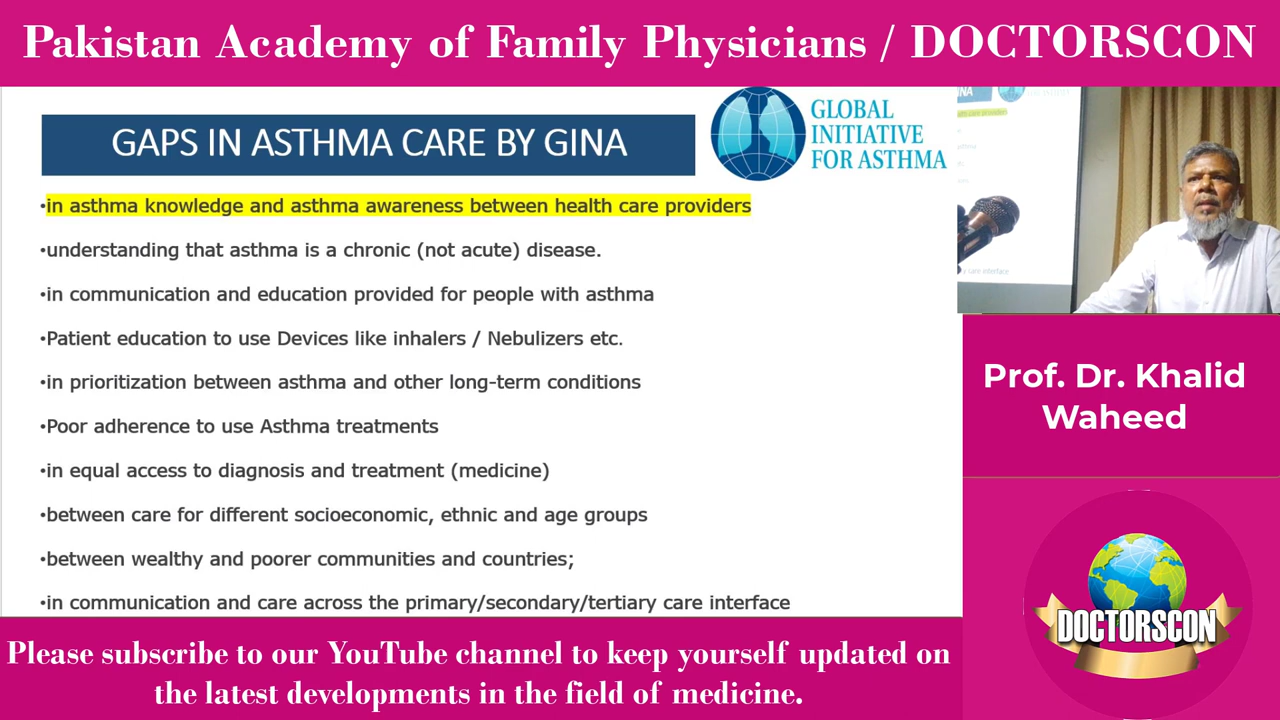 Pakistan Academy of Family Physicians / DOCTORSCON
GAPS IN ASTHMA CARE BY GINA
GLOBAL
INITIATIVE
FOR ASTHMA
•in asthma knowledge and asthma awareness between health care providers
•understanding that asthma is a chronic (not acute) disease.
•in communication and education provided for people with asthma
•Patient education to use Devices like inhalers / Nebulizers etc.
•in prioritization between asthma and other long-term conditions
•Poor adherence to use Asthma treatments
•in equal access to diagnosis and treatment (medicine)
•between care for different socioeconomic, ethnic and age groups
•between wealthy and poorer communities and countries;
•in communication and care across the primary/secondary/tertiary care interface
care interface
Prof. Dr. Khalid
Waheed
DOCTORSCON
Please subscribe to our YouTube channel to keep yourself updated on
the latest developments in the field of medicine.